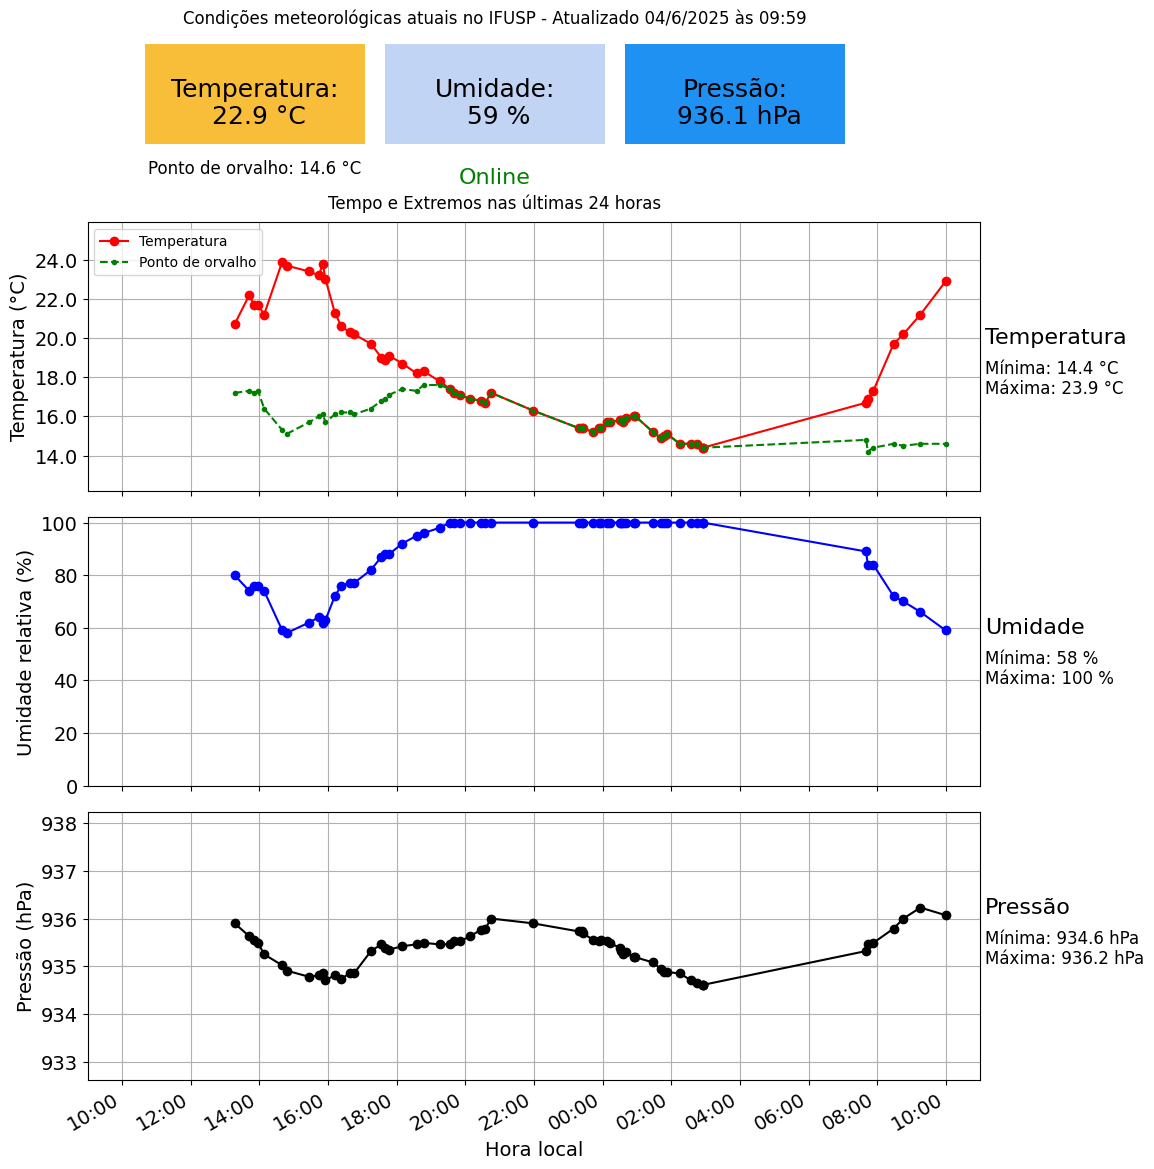 Condições meteorológicas atuais no IFUSP - Atualizado 04/6/2025 às 09:59
Temperatura:
22.9 °C
Umidade:
59 %
Pressão:
936.1 hPa
Ponto de orvalho: 14.6 °C
Online
Tempo e Extremos nas últimas 24 horas
Temperatura
Ponto de orvalho
Temperatura (°C)
24.0
22.0
20.0
18.0
16.0
14.0
Temperatura
Mínima: 14.4 °C
Máxima: 23.9 °C
Umidade relativa (%)
100
80
60
40
20
0
Umidade
Mínima: 58 %
Máxima: 100 %
Pressão (hPa)
938
937
936
935
934
933
Pressão
Mínima: 934.6 hPa
Máxima: 936.2 hPa
10:00 12:00 14:00 16:00 18:00 20:00 22:00 00:00 02:00 04:00 06:00 08:00 10:00
Hora local